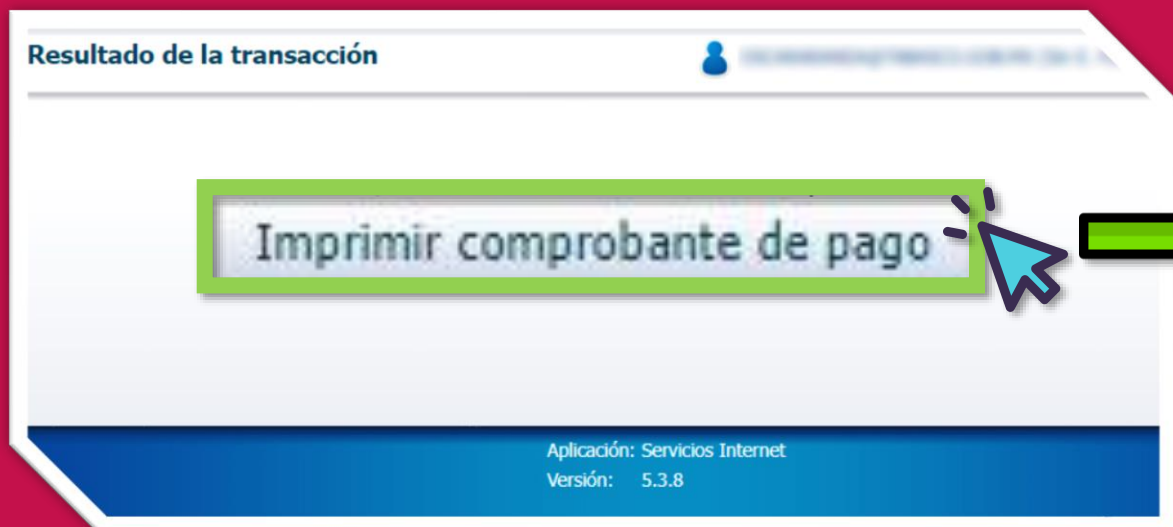 Resultado de la transacción
Imprimir comprobante de pago
Aplicación: Servicios Internet
Versión: 5.3.8